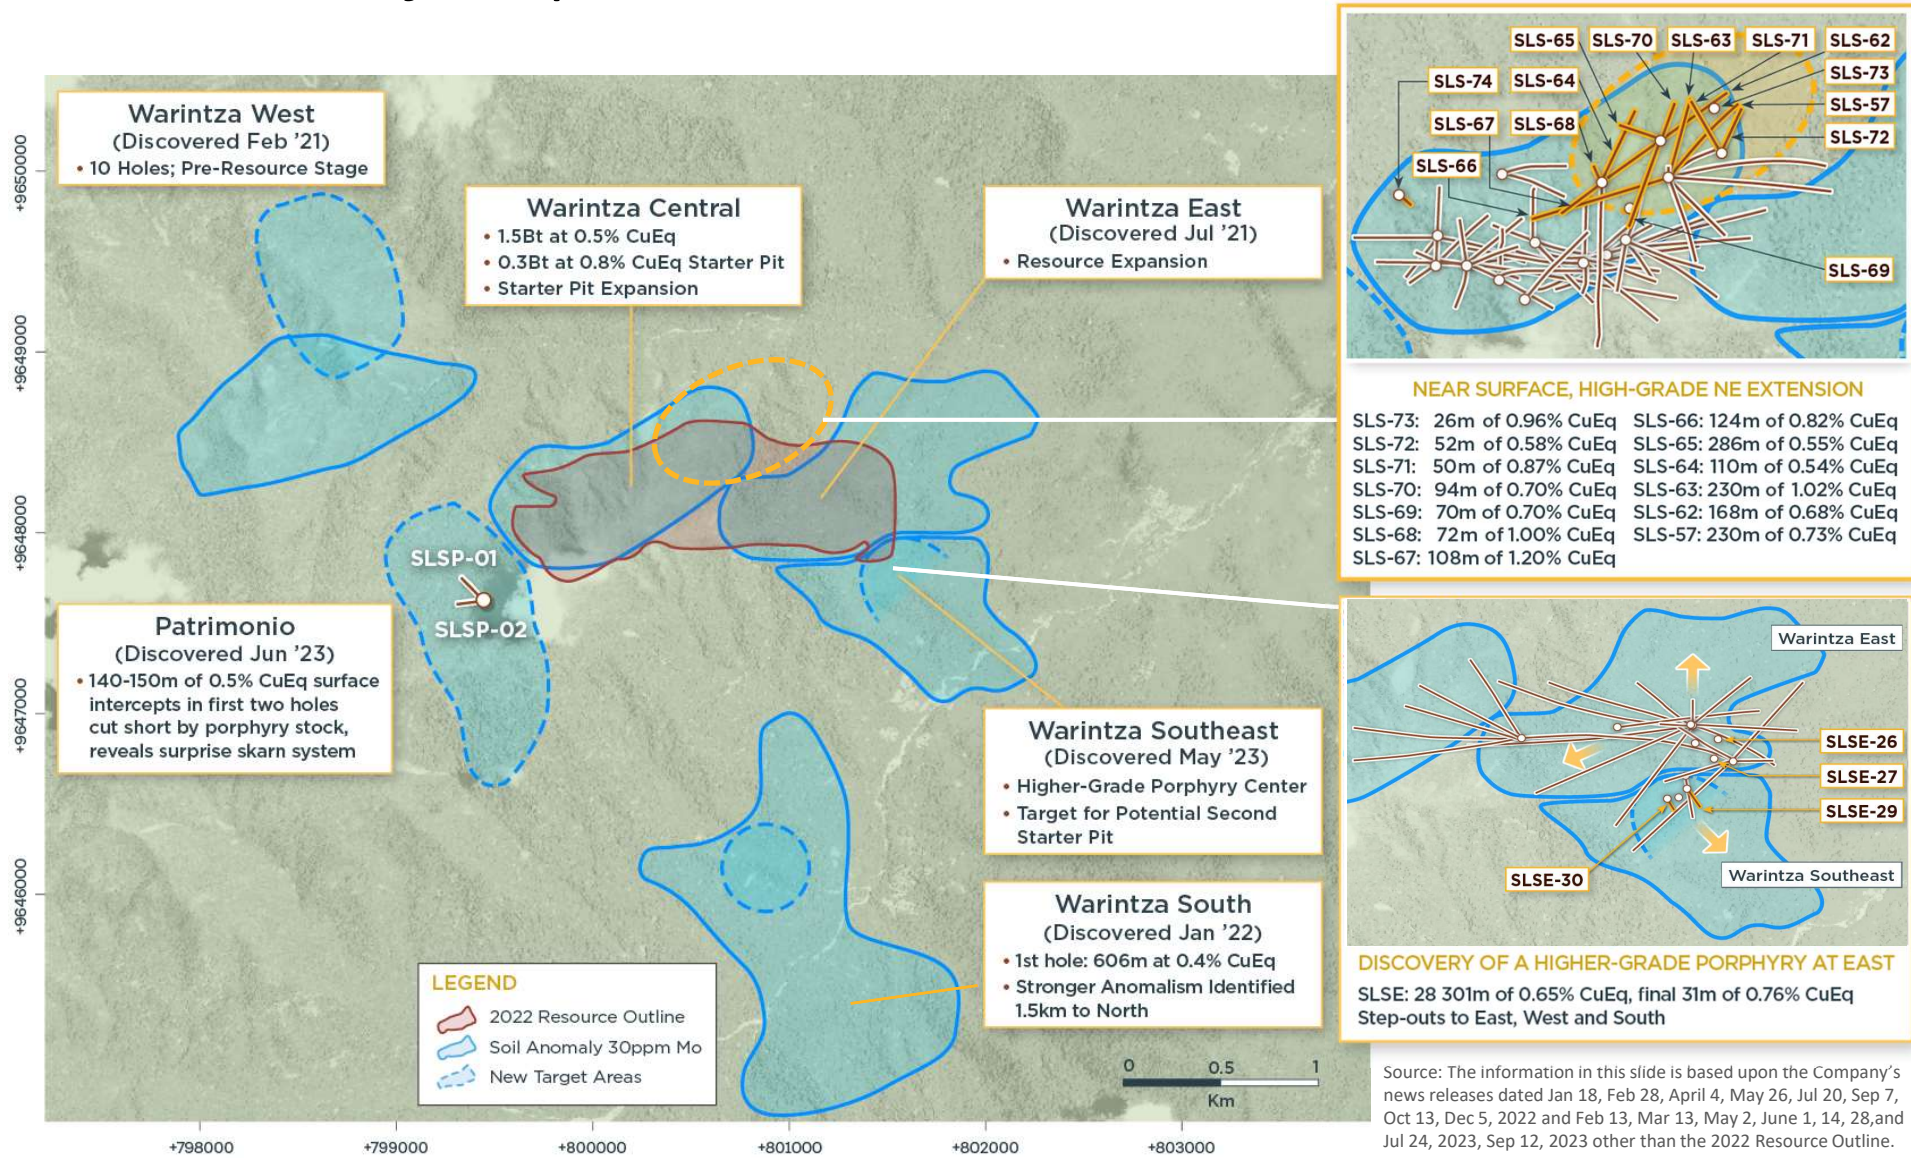 Warintza West
(Discovered Feb '21)
• 10 Holes; Pre-Resource Stage
Warintza Central
• 1.5Bt at 0.5% CuEq
• 0.3Bt at 0.8% CuEq Starter Pit
• Starter Pit Expansion
Warintza East
(Discovered Jul '21)
• Resource Expansion
SLSP-01
SLSP-02
Patrimonio
(Discovered Jun '23)
• 140-150m of 0.5% CuEq surface
intercepts in first two holes
cut short by porphyry stock,
reveals surprise skarn system
Warintza Southeast
(Discovered May '23)
• Higher-Grade Porphyry Center
• Target for Potential Second
Starter Pit
Warintza South
(Discovered Jan '22)
• 1st hole: 606m at 0.4% CuEq
• Stronger Anomalism Identified
1.5km to North
LEGEND
2022 Resource Outline
Soil Anomaly 30ppm Mo
New Target Areas
0 0.5 1
Km
+9650000
+9649000
+9648000
+9647000
+9646000
+798000 +799000 +800000 +801000 +802000 +803000
SLS-65 SLS-70 SLS-63 SLS-71 SLS-62
SLS-74 SLS-64 SLS-73
SLS-57
SLS-67 SLS-68 SLS-72
SLS-66
SLS-69
NEAR SURFACE, HIGH-GRADE NE EXTENSION
SLS-73: 26m of 0.96% CuEq SLS-66: 124m of 0.82% CuEq
SLS-72: 52m of 0.58% CuEq SLS-65: 286m of 0.55% CuEq
SLS-71: 50m of 0.87% CuEq SLS-64: 110m of 0.54% CuEq
SLS-70: 94m of 0.70% CuEq SLS-63: 230m of 1.02% CuEq
SLS-69: 70m of 0.70% CuEq SLS-62: 168m of 0.68% CuEq
SLS-68: 72m of 1.00% CuEq SLS-57: 230m of 0.73% CuEq
SLS-67: 108m of 1.20% CuEq
Warintza East
SLSE-26
SLSE-27
SLSE-29
SLSE-30
Warintza Southeast
DISCOVERY OF A HIGHER-GRADE PORPHYRY AT EAST
SLSE: 28 301m of 0.65% CuEq, final 31m of 0.76% CuEq
Step-outs to East, West and South
Source: The information in this slide is based upon the Company's
news releases dated Jan 18, Feb 28, April 4, May 26, Jul 20, Sep 7,
Oct 13, Dec 5, 2022 and Feb 13, Mar 13, May 2, June 1, 14, 28,and
Jul 24, 2023, Sep 12, 2023 other than the 2022 Resource Outline.